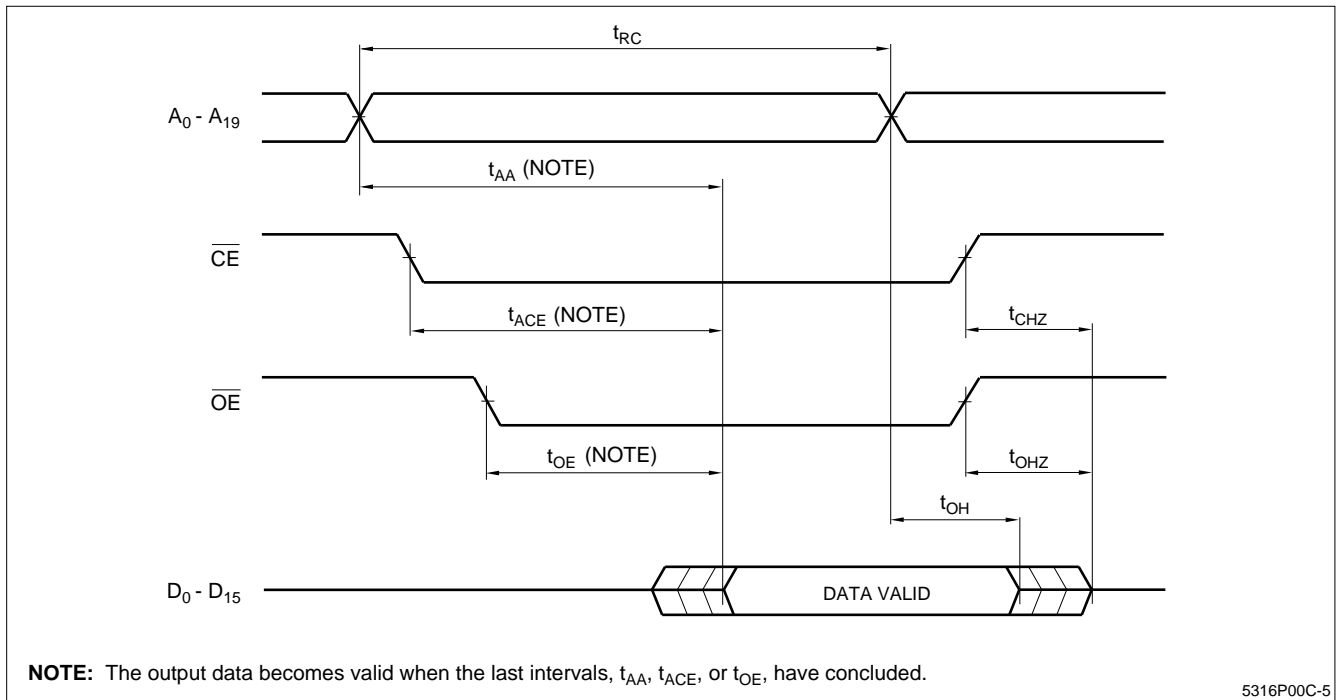 tRC
A0 - A19
tAA (NOTE)
CE
tACE (NOTE)
tCHZ
OE
tOE (NOTE)
tOHZ
tOH
D0 - D15
DATA VALID
NOTE: The output data becomes valid when the last intervals, tAA, tACE, or tOE, have concluded.
5316P00C-5